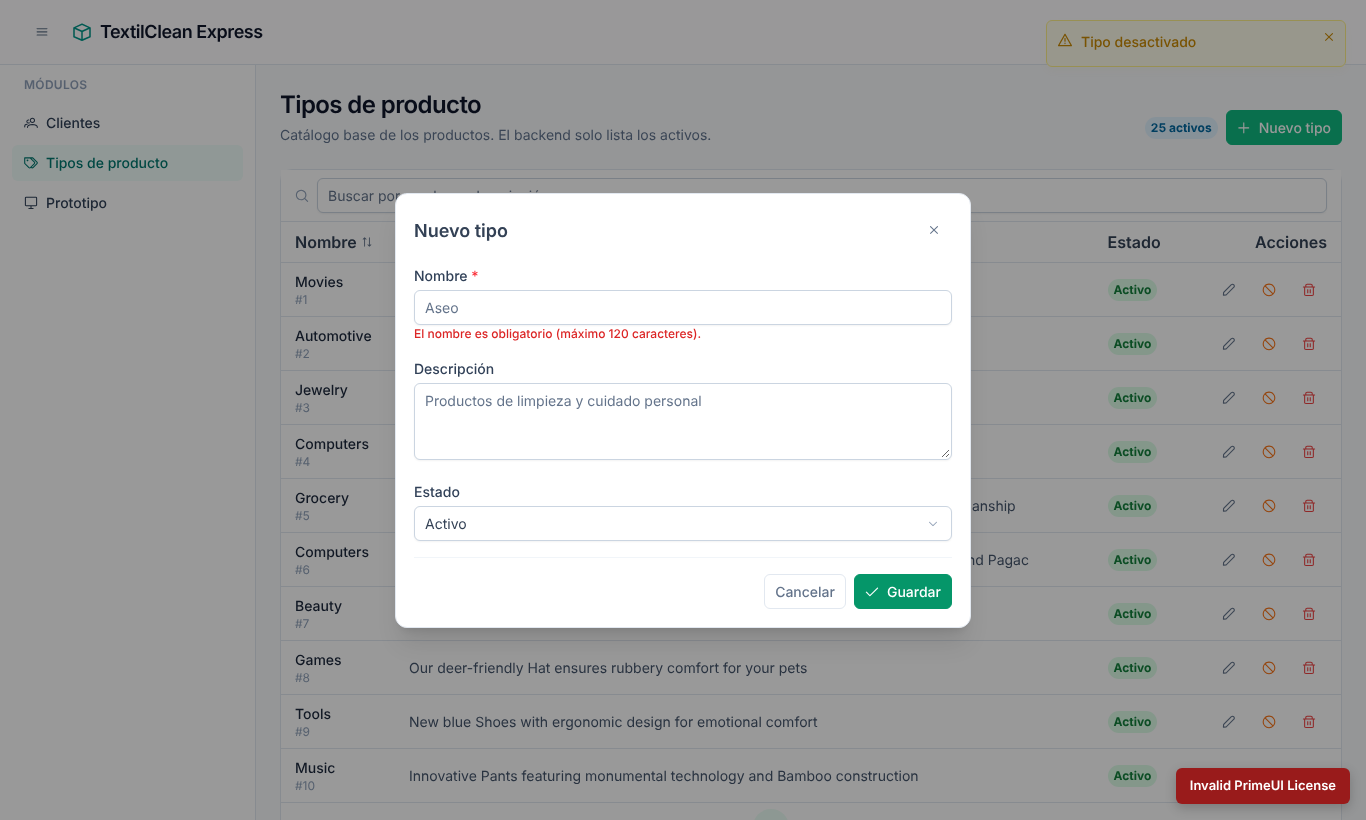 TextilClean Express
Tipo desactivado
MÓDULOS
Clientes
Tipos de producto
Prototipo
Tipos de producto
Catálogo base de los productos. El backend solo lista los activos.
25 activos
Nuevo tipo
Buscar por
Nombre
Estado
Acciones
Movies
#1
Activo
Automotive
#2
Activo
Jewelry
#3
Activo
Computers
#4
Activo
Grocery
#5
Activo
Computers
#6
Pagac
Activo
Beauty
#7
Activo
Games
#8
Our deer-friendly Hat ensures rubbery comfort for your pets
Activo
Tools
#9
New blue Shoes with ergonomic design for emotional comfort
Activo
Music
#10
Innovative Pants featuring monumental technology and Bamboo construction
Activo
Nuevo tipo
Nombre *
Aseo
El nombre es obligatorio (máximo 120 caracteres).
Descripción
Productos de limpieza y cuidado personal
Estado
Activo
Cancelar
Guardar
Invalid PrimeUI License